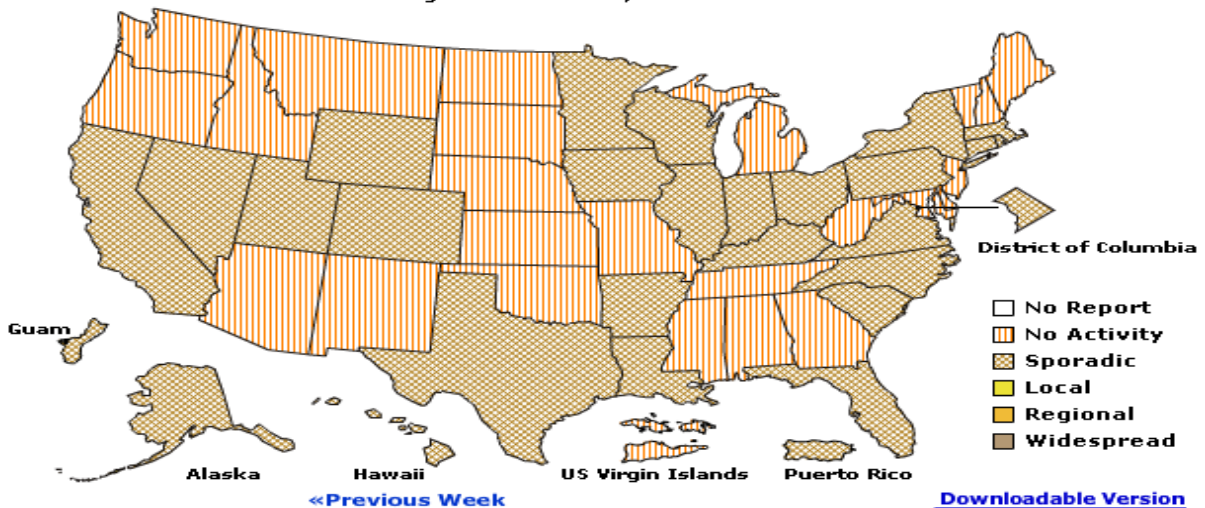 District of Columbia
No Report
Guam
No Activity
Sporadic
Local
Regional
Widespread
Alaska
Hawaii
US Virgin Islands
Puerto Rico
«Previous Week
Downloadable Version